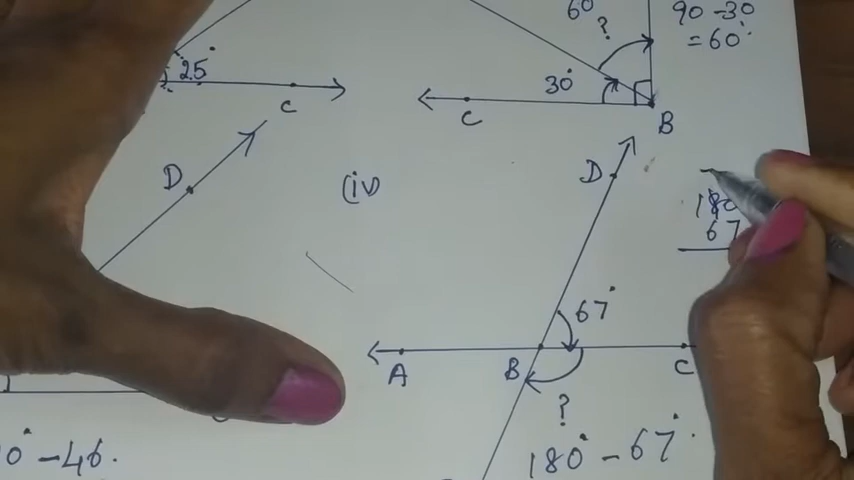 60
?
90-30
=60°
25°
30°
C
C
B
D
(iv)
D
180
67
67°
A
B
C
?
180°-67°.
0°-46.